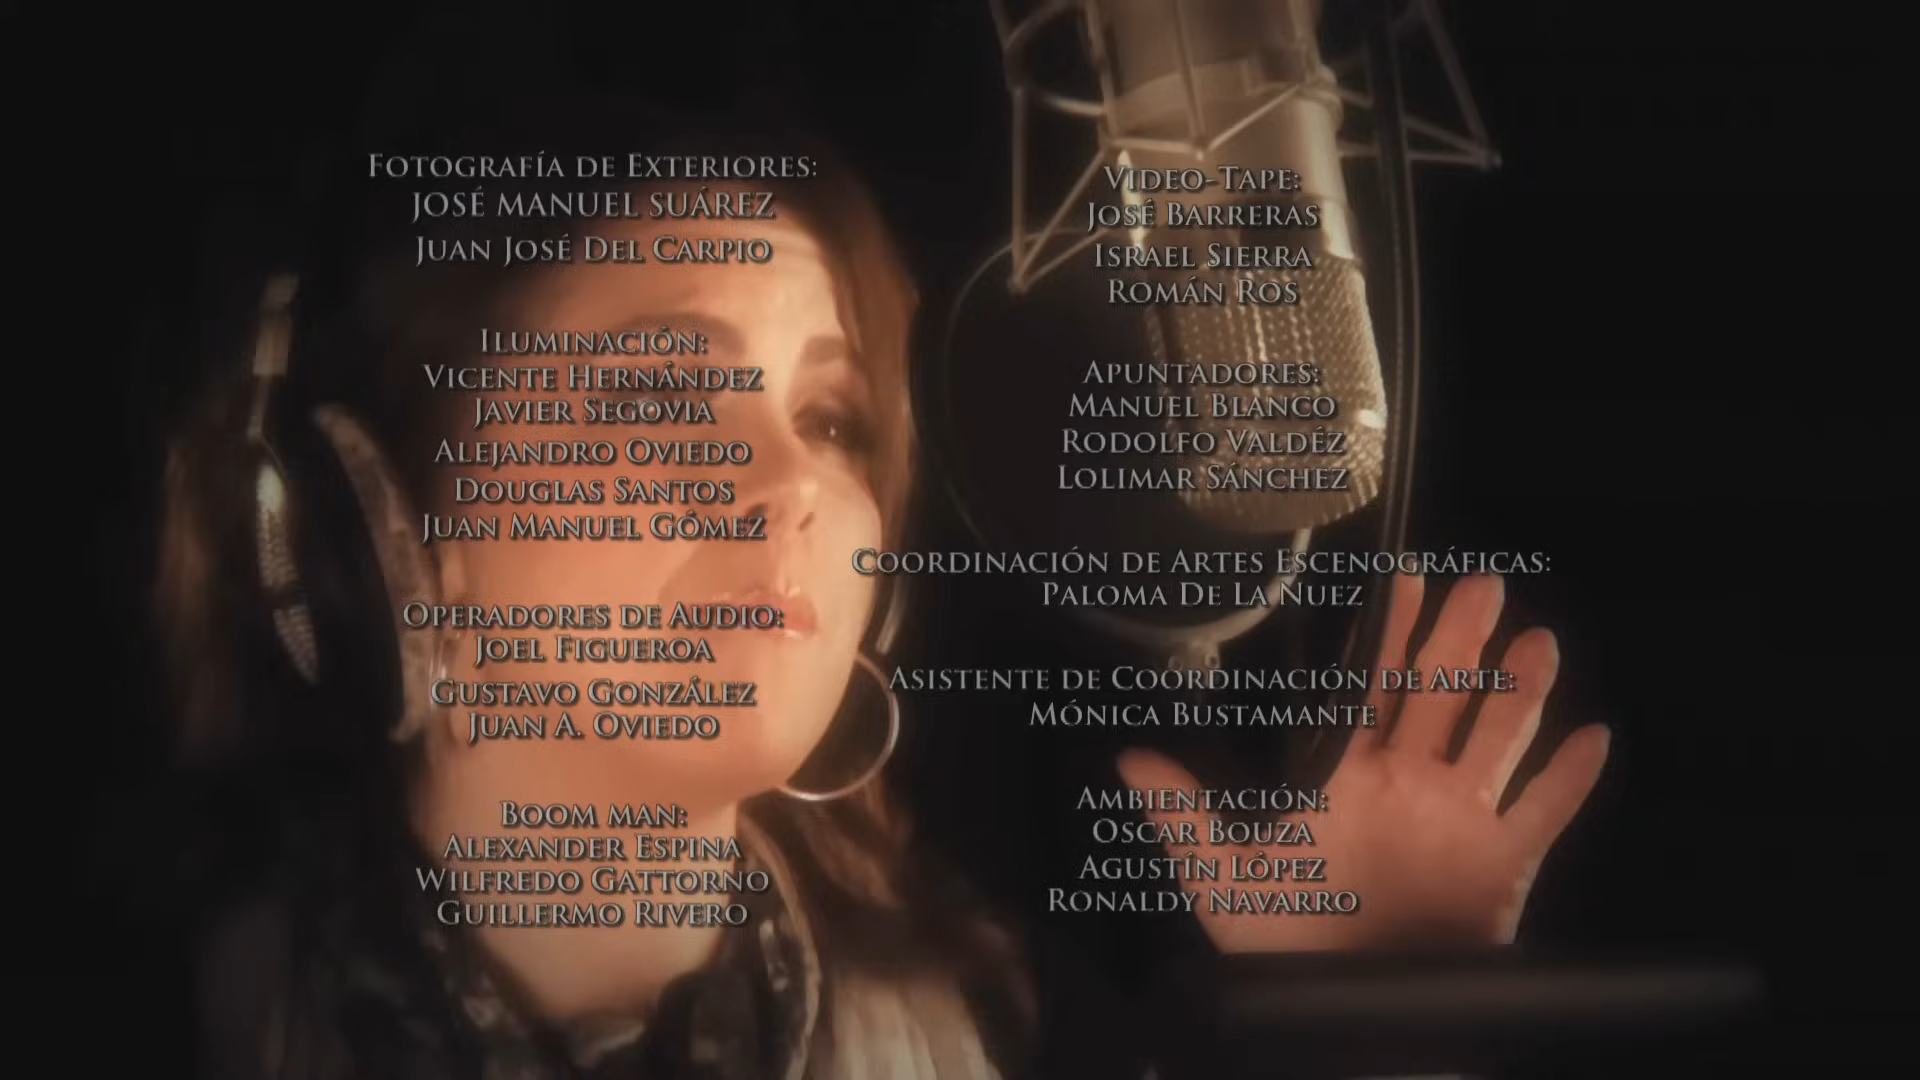 Fotografía de Exteriores:
JOSÉ MANUEL SUÁREZ
Juan José Del Carpio
Iluminación:
Vicente Hernández
Javier Segovia
Alejandro Oviedo
Douglas Santos
Juan Manuel Gómez
Operadores de Audio:
Joel Figueroa
Gustavo González
Juan A. Oviedo
Boom man:
Alexander Espina
Wilfredo Gattorno
Guillermo Rivero
Video-Tape:
José Barreras
Israel Sierra
Román Ros
Apuntadores:
Manuel Blanco
Rodolfo Valdéz
Lolimar Sánchez
Coordinación de Artes Escenográficas:
Paloma De La Nuez
Asistente de Coordinación de Arte:
Mónica Bustamante
Ambientación:
Oscar Bouza
Agustín López
Ronaldy Navarro